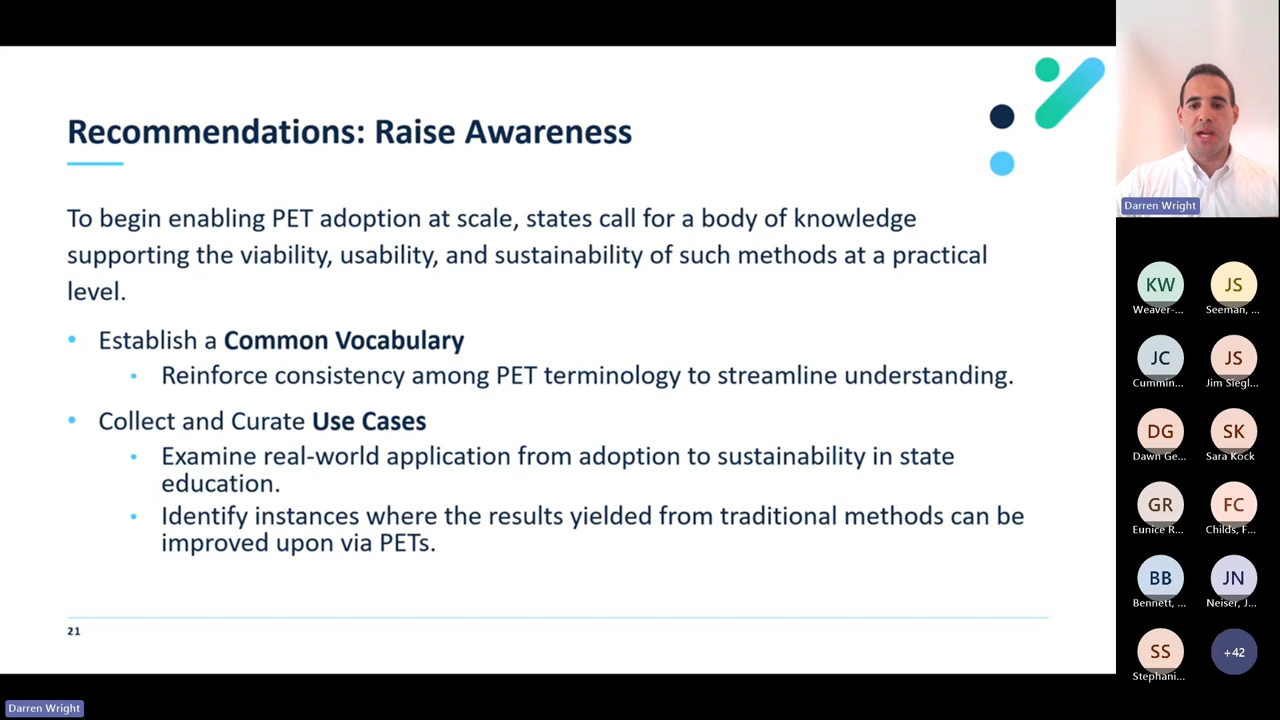 Recommendations: Raise Awareness
To begin enabling PET adoption at scale, states call for a body of knowledge
supporting the viability, usability, and sustainability of such methods at a practical
level.
• Establish a Common Vocabulary
• Reinforce consistency among PET terminology to streamline understanding.
• Collect and Curate Use Cases
• Examine real-world application from adoption to sustainability in state
education.
• Identify instances where the results yielded from traditional methods can be
improved upon via PETs.
21
Darren Wright
Darren Wright
KW
JS
Weaver-...
Seeman, ...
JC
JS
Cummin...
Jim Siegl...
DG
SK
Dawn Ge...
Sara Kock
GR
FC
Eunice R...
Childs, F...
BB
JN
Bennett, ...
Neiser, J...
SS
+42
Stephani...